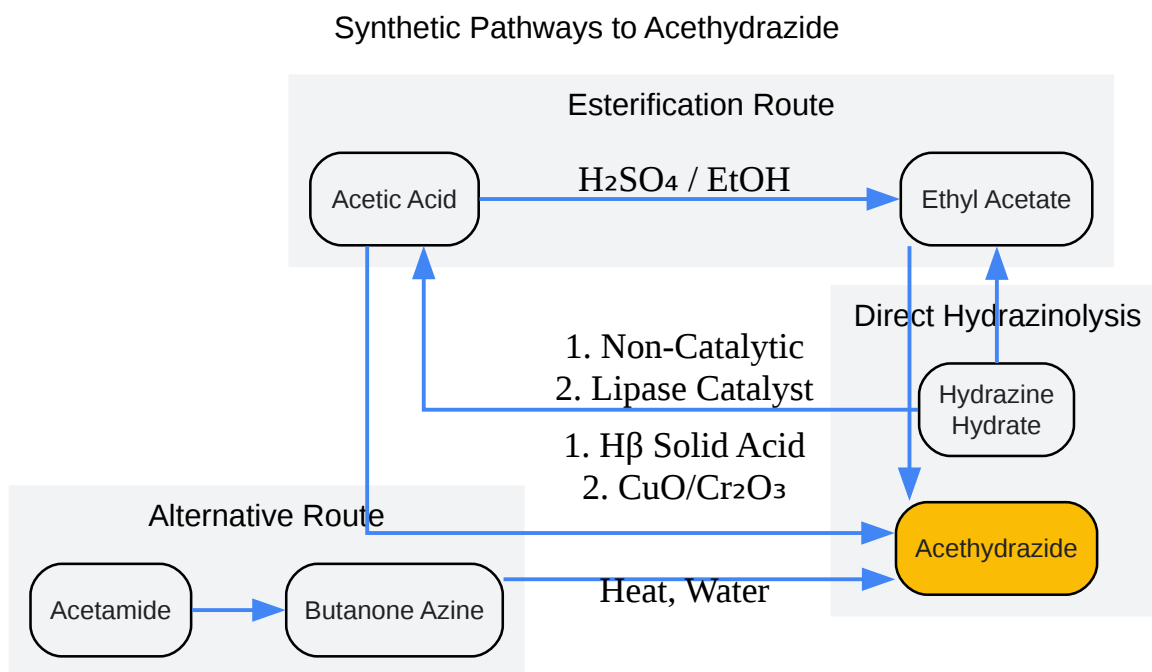 Synthetic Pathways to Acethydrazide
Esterification Route
Acetic Acid
H₂SO₄ / EtOH
Ethyl Acetate
Direct Hydrazinolysis
1. Non-Catalytic
2. Lipase Catalyst
Hydrazine
Hydrate
1. Hβ Solid Acid
2. CuO/Cr₂O₃
Alternative Route
Acethydrazide
Acetamide
Butanone Azine
Heat, Water